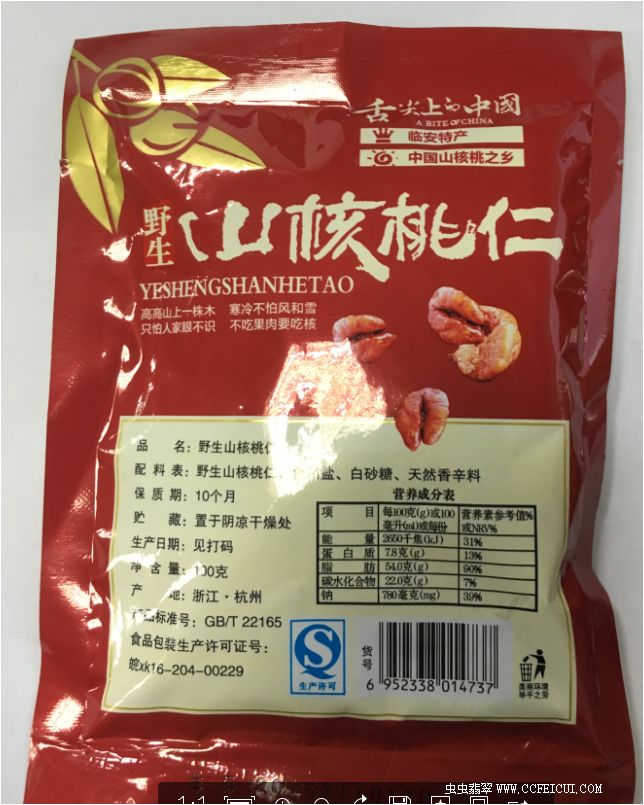 舌尖上的中國
A BITE OF CHINA
临安特产
中国山核桃之乡
野生山核桃仁
YESHENGSHANHETAO
高高山上一株木 寒冷不怕风和雪
只怕人家眼不识 不吃果肉要吃核
品 名：野生山核桃仁
配 料 表：野生山核桃仁、 盐、白砂糖、天然香辛料
保 质 期：10个月
贮 藏：置于阴凉干燥处
生产日期：见打码
净 含 量：100克
产 地：浙江·杭州
产品标准号：GB/T 22165
食品包装生产许可证号：
皖xk16-204-00229
营养成分表
项 目 每100克(g)或100毫升(ml)或每份 营养素参考值%或NRV%
能 量 2650千焦(kJ) 31%
蛋 白 质 7.8克(g) 13%
脂 肪 54.0克(g) 90%
碳水化合物 22.0克(g) 7%
钠 780毫克(mg) 39%
生产许可
货号
6 952338 014737
美丽环境
举手之劳
1:1
虫虫翡翠 www.CCFEICUI.COM